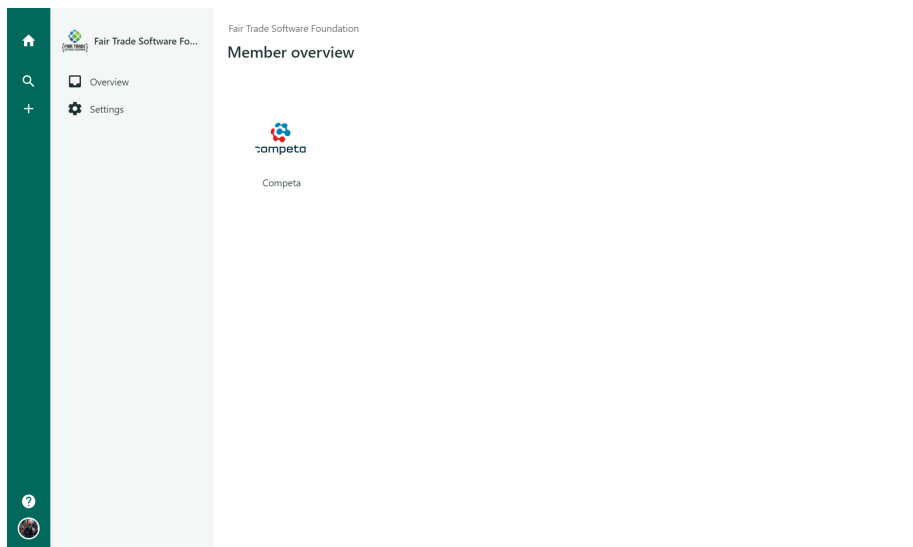 Fair Trade Software Fo...
Overview
Settings
Fair Trade Software Foundation
Member overview
competa
Competa